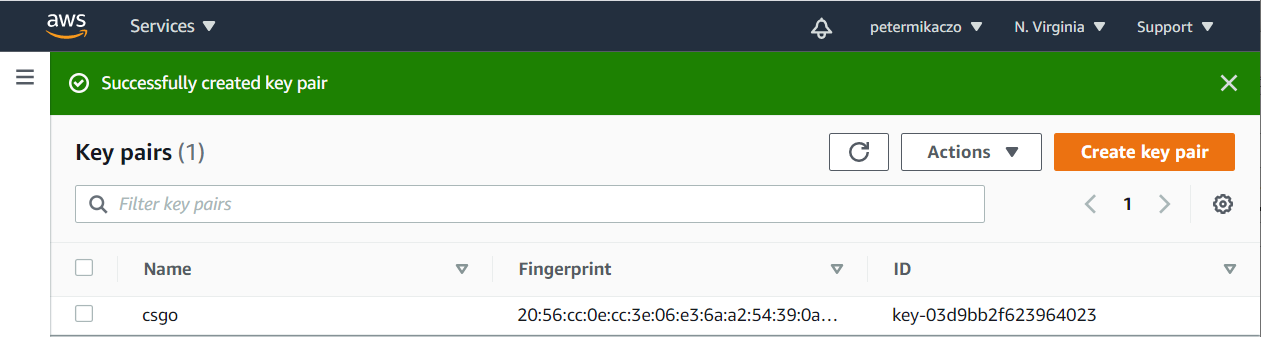 aws Services petermikaczo N. Virginia Support
Successfully created key pair
Key pairs (1) Actions Create key pair
Filter key pairs 1
Name Fingerprint ID
csgo 20:56:cc:0e:cc:3e:06:e3:6a:a2:54:39:0a... key-03d9bb2f623964023